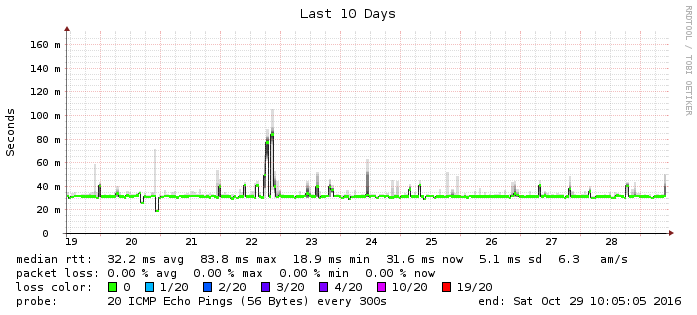 Last 10 Days
RRDTOOL / TOBI OETIKER
Seconds
160 m
140 m
120 m
100 m
80 m
60 m
40 m
20 m
0
19 20 21 22 23 24 25 26 27 28
median rtt: 32.2 ms avg 83.8 ms max 18.9 ms min 31.6 ms now 5.1 ms sd 6.3 am/s
packet loss: 0.00 % avg 0.00 % max 0.00 % min 0.00 % now
loss color: 0 1/20 2/20 3/20 4/20 10/20 19/20
probe: 20 ICMP Echo Pings (56 Bytes) every 300s end: Sat Oct 29 10:05:05 2016